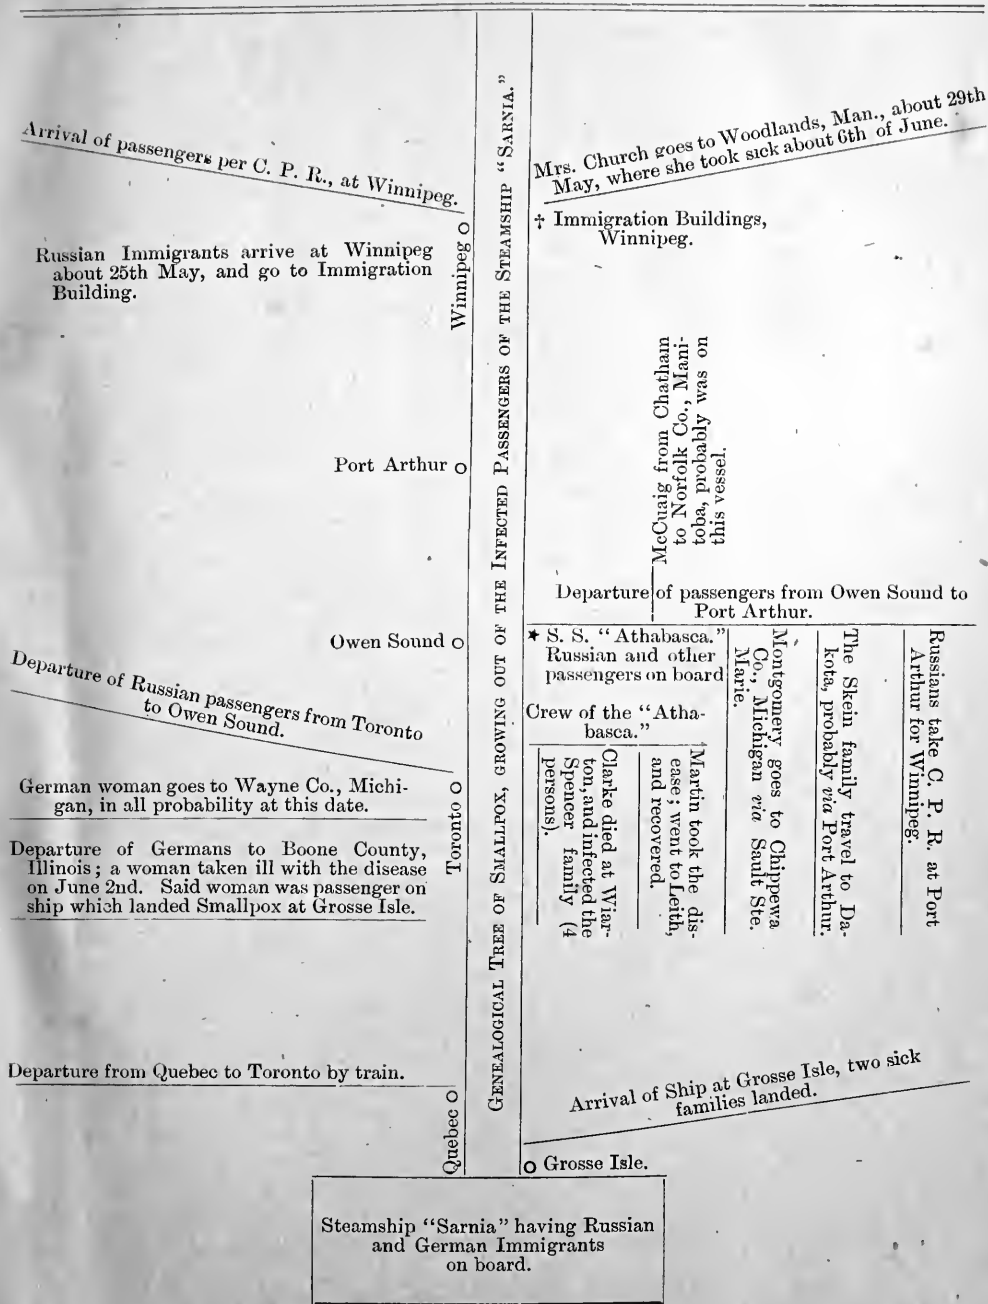 GENEALOGICAL TREE OF SMALLPOX, GROWING OUT OF THE INFECTED PASSENGERS OF THE STEAMSHIP "SARNIA."
Arrival of passengers per C. P. R., at Winnipeg.
Winnipeg
Russian Immigrants arrive at Winnipeg
about 25th May, and go to Immigration
Building.
Port Arthur
Owen Sound
Departure of Russian passengers from Toronto
to Owen Sound.
Toronto
German woman goes to Wayne Co., Michi-
gan, in all probability at this date.
Departure of Germans to Boone County,
Illinois; a woman taken ill with the disease
on June 2nd. Said woman was passenger on
ship which landed Smallpox at Grosse Isle.
Departure from Quebec to Toronto by train.
Quebec
Mrs. Church goes to Woodlands, Man., about 29th
May, where she took sick about 6th of June.
† Immigration Buildings,
Winnipeg.
McCuaig from Chatham
to Norfolk Co., Mani-
toba, probably was on
this vessel.
Departure of passengers from Owen Sound to
Port Arthur.
★ S. S. "Athabasca."
Russian and other
passengers on board
Crew of the "Atha-
basca."
Clarke died at Wiar-
ton, and infected the
Spencer family (4
persons).
Martin took the dis-
ease; went to Leith,
and recovered.
Montgomery goes to Chippewa
Co., Michigan via Sault Ste.
Marie.
The Skein family travel to Da-
kota, probably via Port Arthur.
Russians take C. P. R. at Port
Arthur for Winnipeg.
Arrival of Ship at Grosse Isle, two sick
families landed.
Grosse Isle.
Steamship "Sarnia" having Russian
and German Immigrants
on board.